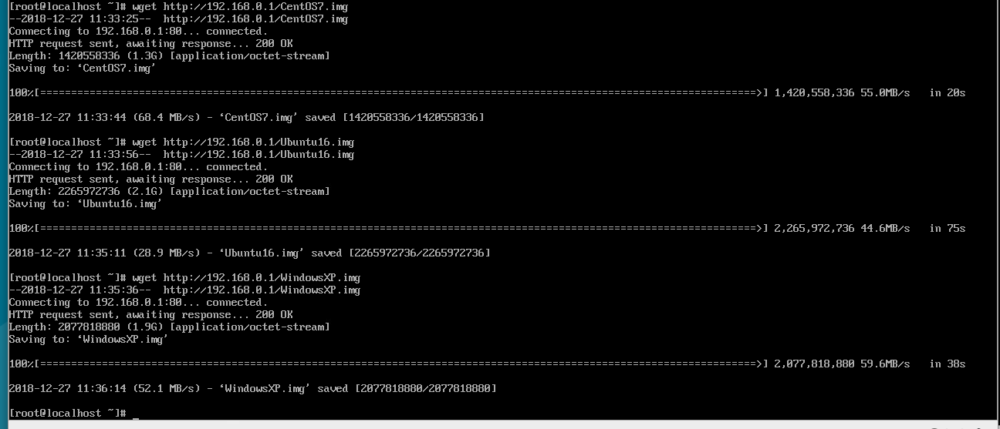 [root@localhost ~]# wget http://192.168.0.1/CentOS7.img
--2018-12-27 11:33:25--  http://192.168.0.1/CentOS7.img
Connecting to 192.168.0.1:80... connected.
HTTP request sent, awaiting response... 200 OK
Length: 1420558336 (1.3G) [application/octet-stream]
Saving to: ‘CentOS7.img’
100%[=====================================================================================================================>] 1,420,558,336 55.0MB/s   in 20s
2018-12-27 11:33:44 (68.4 MB/s) - ‘CentOS7.img’ saved [1420558336/1420558336]
[root@localhost ~]# wget http://192.168.0.1/Ubuntu16.img
--2018-12-27 11:33:56--  http://192.168.0.1/Ubuntu16.img
Connecting to 192.168.0.1:80... connected.
HTTP request sent, awaiting response... 200 OK
Length: 2265972736 (2.1G) [application/octet-stream]
Saving to: ‘Ubuntu16.img’
100%[=====================================================================================================================>] 2,265,972,736 44.6MB/s   in 75s
2018-12-27 11:35:11 (28.9 MB/s) - ‘Ubuntu16.img’ saved [2265972736/2265972736]
[root@localhost ~]# wget http://192.168.0.1/WindowsXP.img
--2018-12-27 11:35:36--  http://192.168.0.1/WindowsXP.img
Connecting to 192.168.0.1:80... connected.
HTTP request sent, awaiting response... 200 OK
Length: 2077818880 (1.9G) [application/octet-stream]
Saving to: ‘WindowsXP.img’
100%[=====================================================================================================================>] 2,077,818,880 59.6MB/s   in 38s
2018-12-27 11:36:14 (52.1 MB/s) - ‘WindowsXP.img’ saved [2077818880/2077818880]
[root@localhost ~]# _